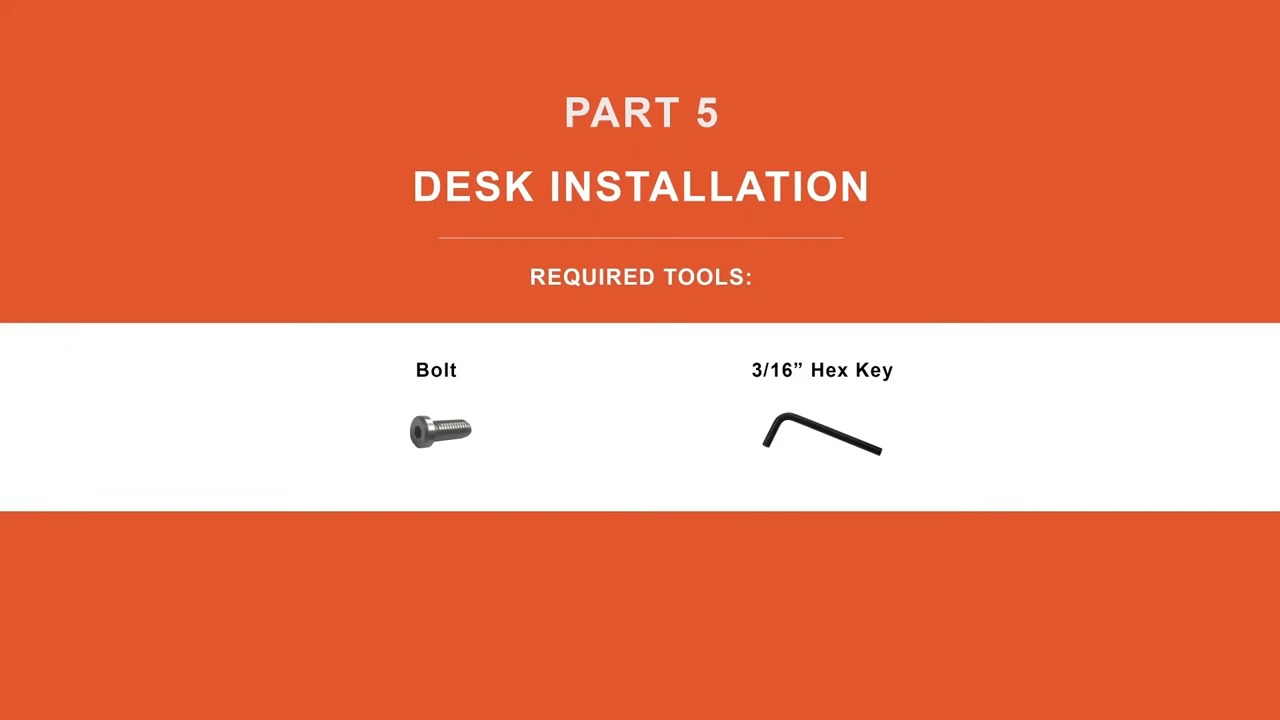 PART 5
DESK INSTALLATION
REQUIRED TOOLS:
Bolt
3/16” Hex Key